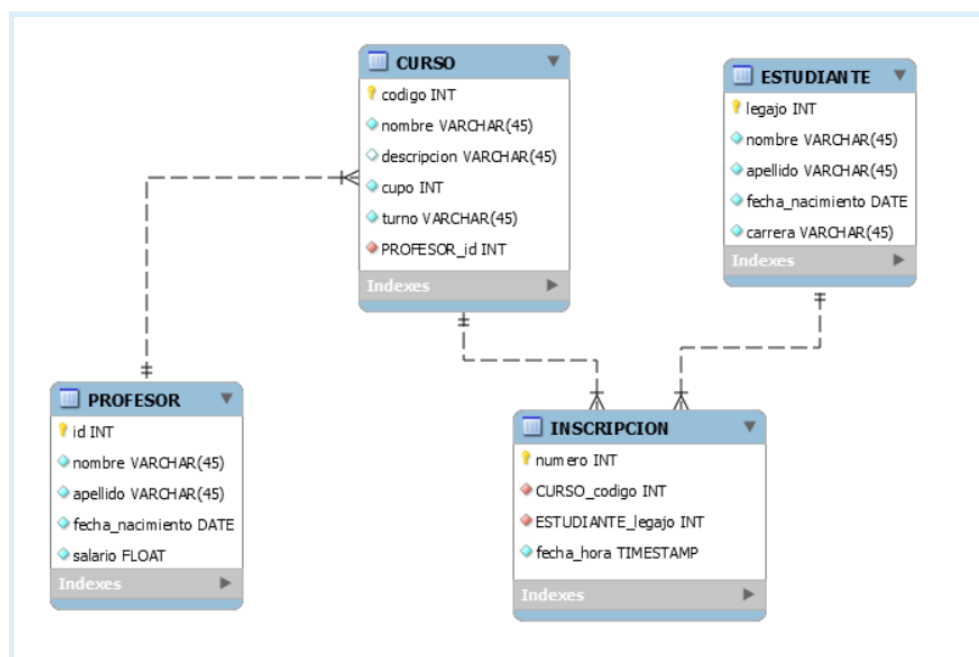 CURSO
codigo INT
nombre VARCHAR(45)
descripcion VARCHAR(45)
cupo INT
turno VARCHAR(45)
PROFESOR_id INT
Indexes
ESTUDIANTE
legajo INT
nombre VARCHAR(45)
apellido VARCHAR(45)
fecha_nacimiento DATE
carrera VARCHAR(45)
Indexes
PROFESOR
id INT
nombre VARCHAR(45)
apellido VARCHAR(45)
fecha_nacimiento DATE
salario FLOAT
Indexes
INSCRIPCION
numero INT
CURSO_codigo INT
ESTUDIANTE_legajo INT
fecha_hora TIMESTAMP
Indexes